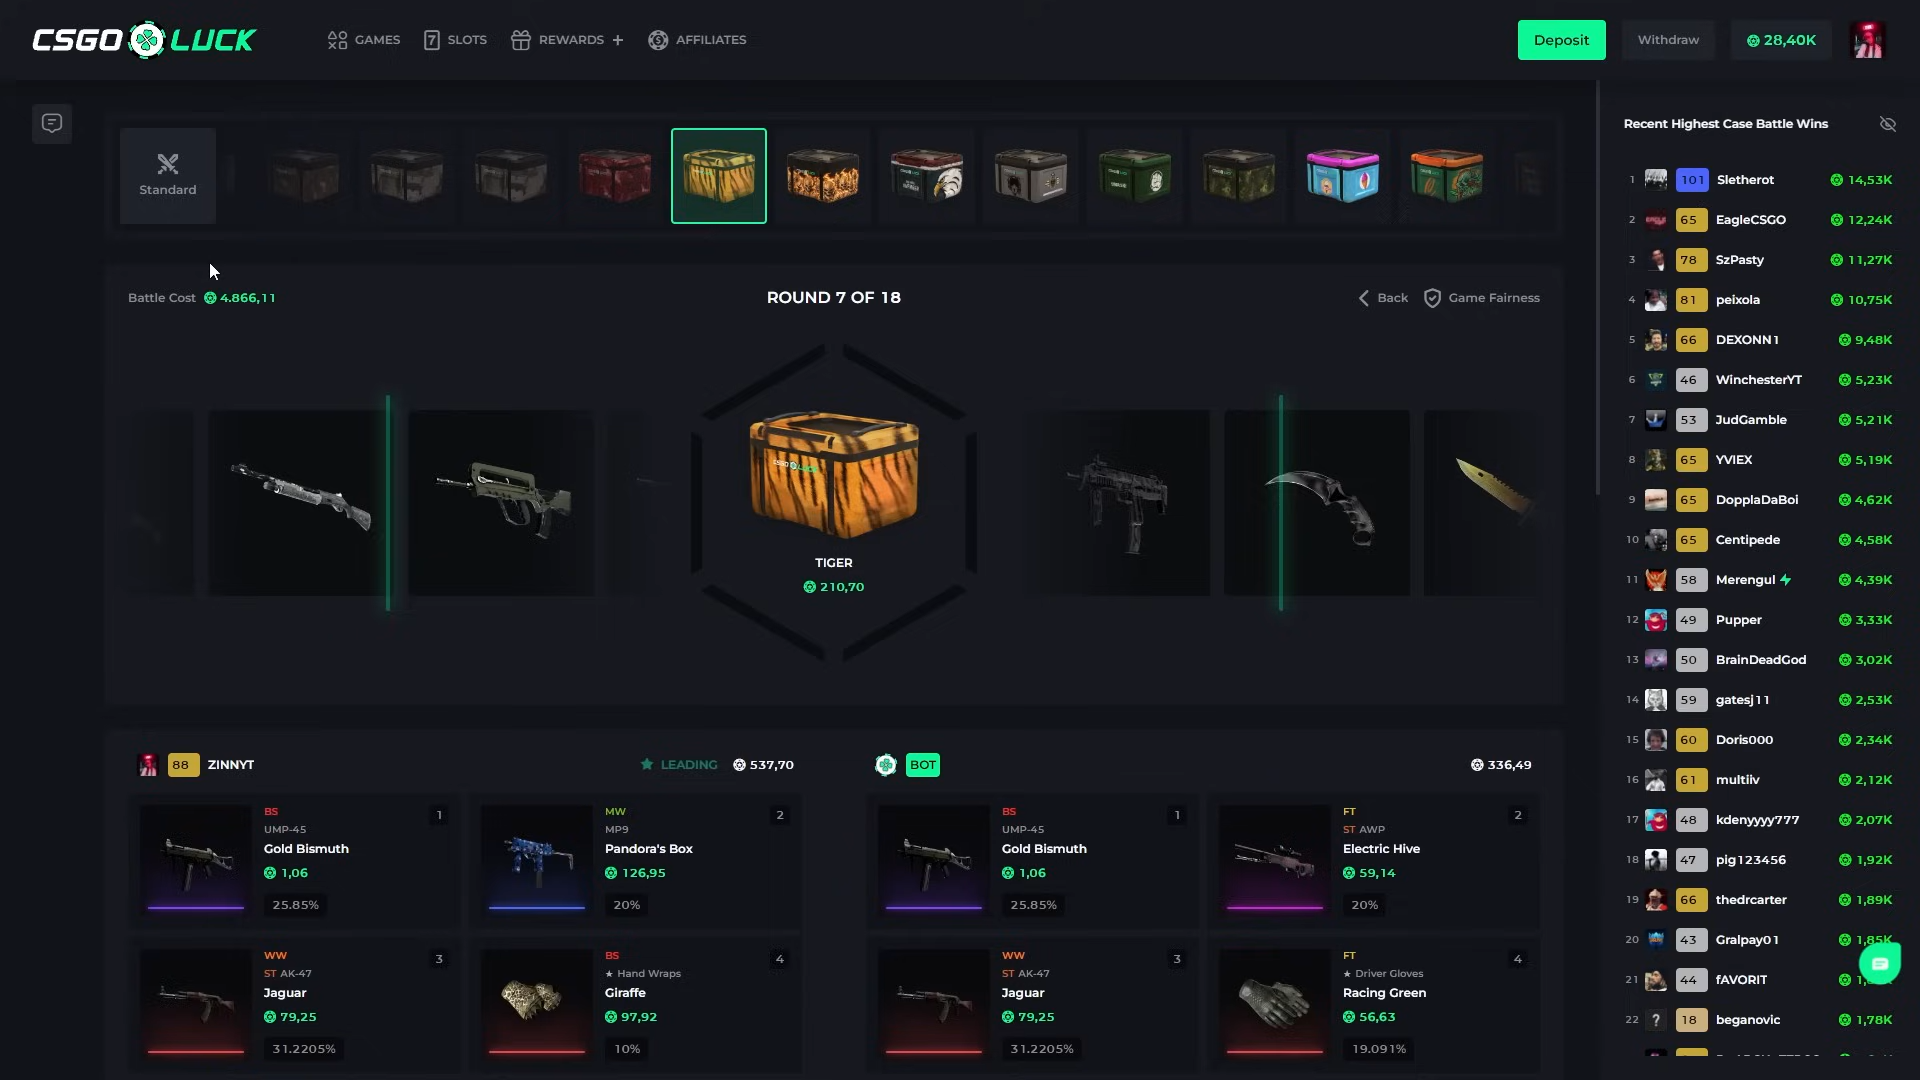 CSGO LUCK
GAMES
SLOTS
REWARDS +
AFFILIATES
Deposit
Withdraw
28,40K
Standard
Battle Cost 4.866,11
ROUND 7 OF 18
Back
Game Fairness
TIGER
210,70
88 ZINNYT
LEADING 537,70
BS 1
UMP-45
Gold Bismuth
1,06
25.85%
MW 2
MP9
Pandora's Box
126,95
20%
WW 3
ST AK-47
Jaguar
79,25
31.2205%
BS 4
★ Hand Wraps
Giraffe
97,92
10%
BOT
336,49
BS 1
UMP-45
Gold Bismuth
1,06
25.85%
FT 2
ST AWP
Electric Hive
59,14
20%
WW 3
ST AK-47
Jaguar
79,25
31.2205%
FT 4
★ Driver Gloves
Racing Green
56,63
19.091%
Recent Highest Case Battle Wins
1 101 Sletherot 14,53K
2 65 EagleCSGO 12,24K
3 78 SzPasty 11,27K
4 81 peixola 10,75K
5 66 DEXONN1 9,48K
6 46 WinchesterYT 5,23K
7 53 JudGamble 5,21K
8 65 YVIEX 5,19K
9 65 DopplaDaBoi 4,62K
10 65 Centipede 4,58K
11 58 Merengul 4,39K
12 49 Pupper 3,33K
13 50 BrainDeadGod 3,02K
14 59 gatesj11 2,53K
15 60 Doris000 2,34K
16 61 multiiv 2,12K
17 48 kdenyyyy777 2,07K
18 47 pig123456 1,92K
19 66 thedrcarter 1,89K
20 43 Gralpay01 1,85K
21 44 fAVORIT
22 18 beganovic 1,78K